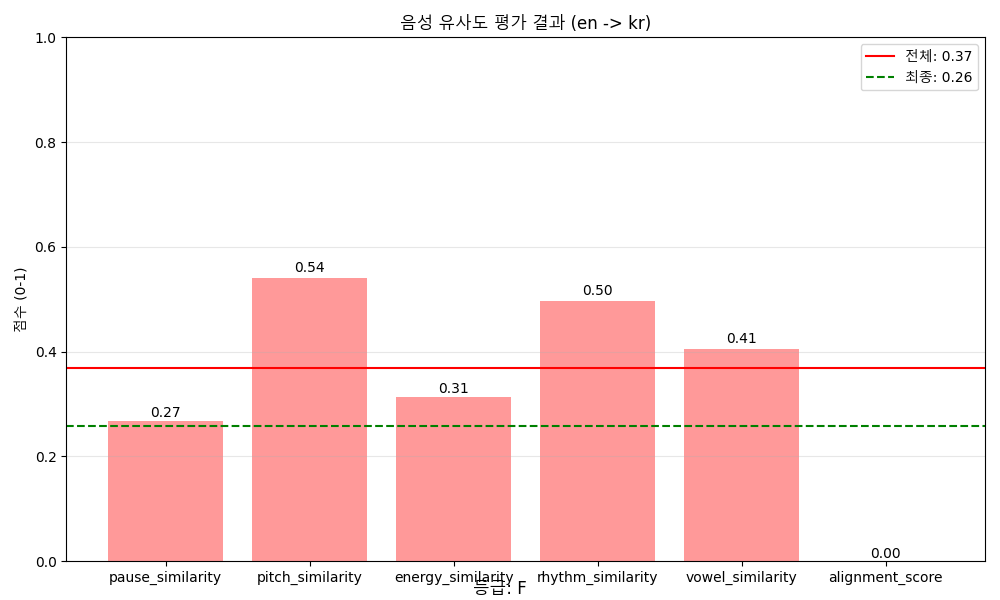 음성 유사도 평가 결과 (en -> kr)
전체: 0.37
최종: 0.26
점수 (0-1)
1.0
0.8
0.6
0.4
0.2
0.0
0.27
0.54
0.31
0.50
0.41
0.00
pause_similarity
pitch_similarity
energy_similarity
rhythm_similarity
vowel_similarity
alignment_score
등급: F